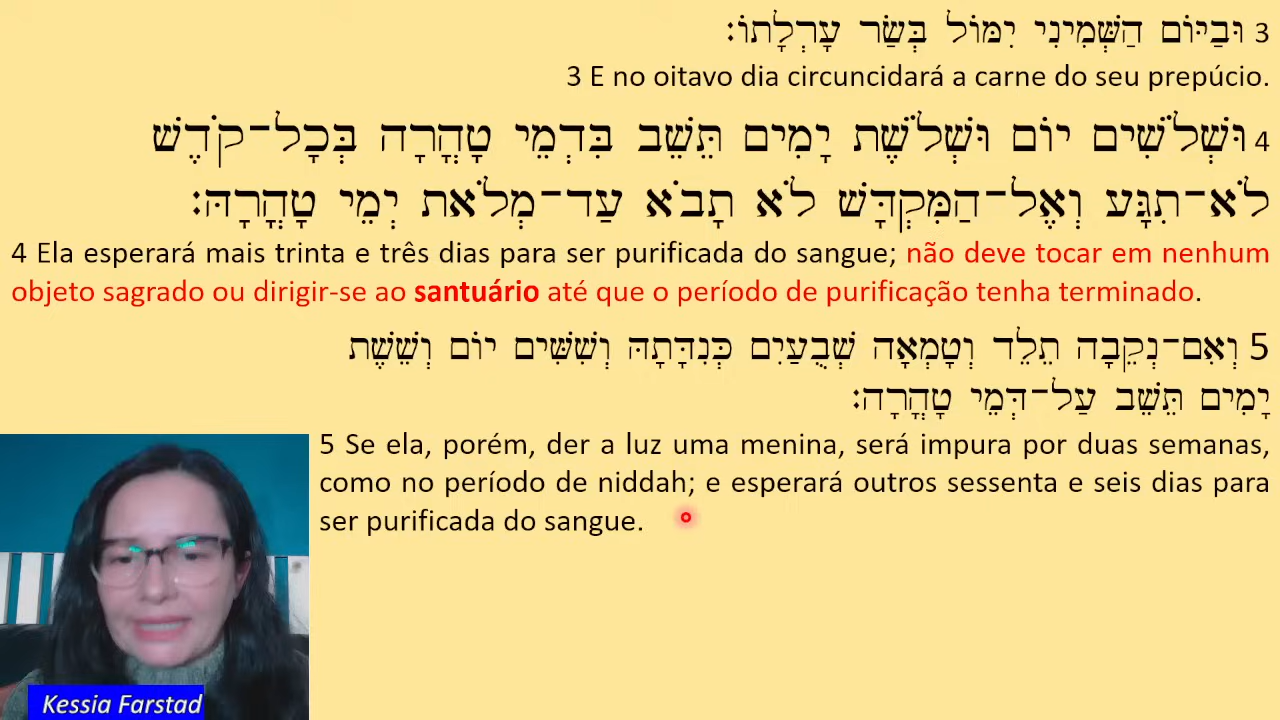 3 וּבַיּוֹם הַשְּׁמִינִי יִמּוֹל בְּשַׂר עָרְלָתוֹ׃
3 E no oitavo dia circuncidará a carne do seu prepúcio.
4 וּשְׁלֹשִׁים יוֹם וּשְׁלֹשֶׁת יָמִים תֵּשֵׁב בִּדְמֵי טָהֳרָה בְּכָל־קֹדֶשׁ
לֹא־תִגָּע וְאֶל־הַמִּקְדָּשׁ לֹא תָבֹא עַד־מְלֹאת יְמֵי טָהֳרָהּ׃
4 Ela esperará mais trinta e três dias para ser purificada do sangue; não deve tocar em nenhum
objeto sagrado ou dirigir-se ao santuário até que o período de purificação tenha terminado.
5 וְאִם־נְקֵבָה תֵלֵד וְטָמְאָה שְׁבֻעַיִם כְּנִדָּתָהּ וְשִׁשִּׁים יוֹם וְשֵׁשֶׁת
יָמִים תֵּשֵׁב עַל־דְּמֵי טָהֳרָה׃
5 Se ela, porém, der a luz uma menina, será impura por duas semanas,
como no período de niddah; e esperará outros sessenta e seis dias para
ser purificada do sangue.
Kessia Farstad